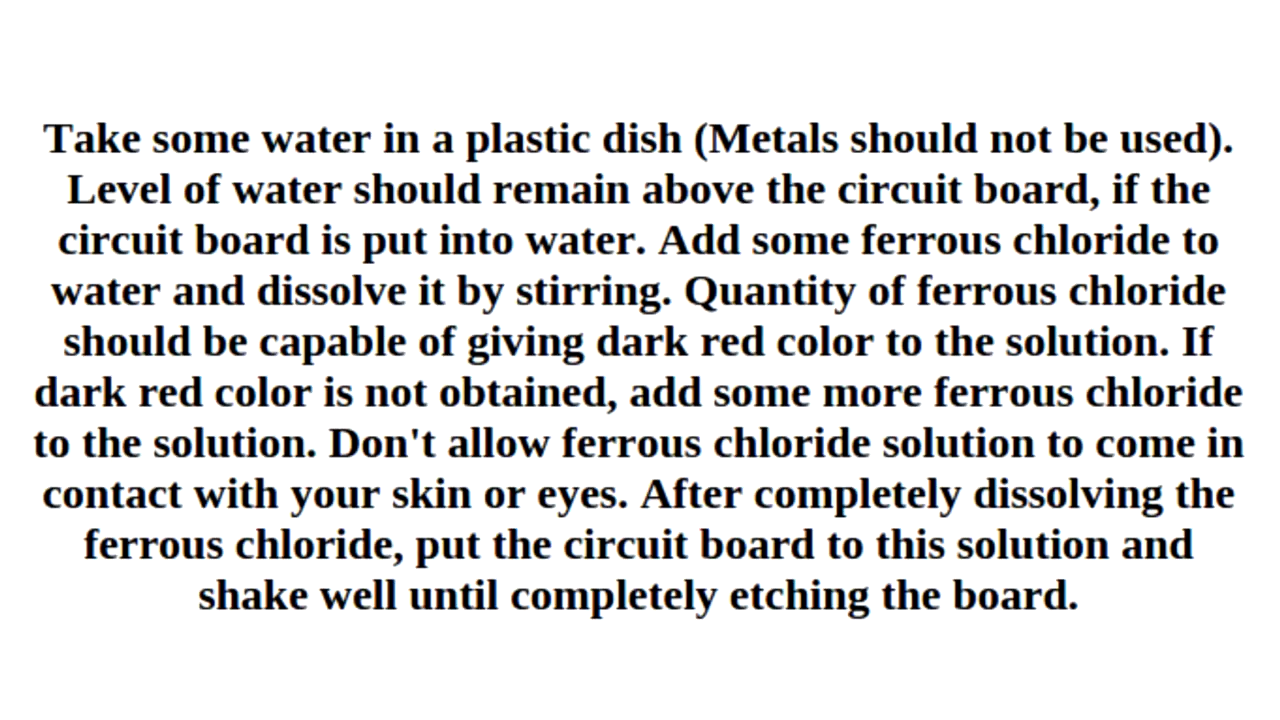 Take some water in a plastic dish (Metals should not be used).
Level of water should remain above the circuit board, if the
circuit board is put into water. Add some ferrous chloride to
water and dissolve it by stirring. Quantity of ferrous chloride
should be capable of giving dark red color to the solution. If
dark red color is not obtained, add some more ferrous chloride
to the solution. Don't allow ferrous chloride solution to come in
contact with your skin or eyes. After completely dissolving the
ferrous chloride, put the circuit board to this solution and
shake well until completely etching the board.